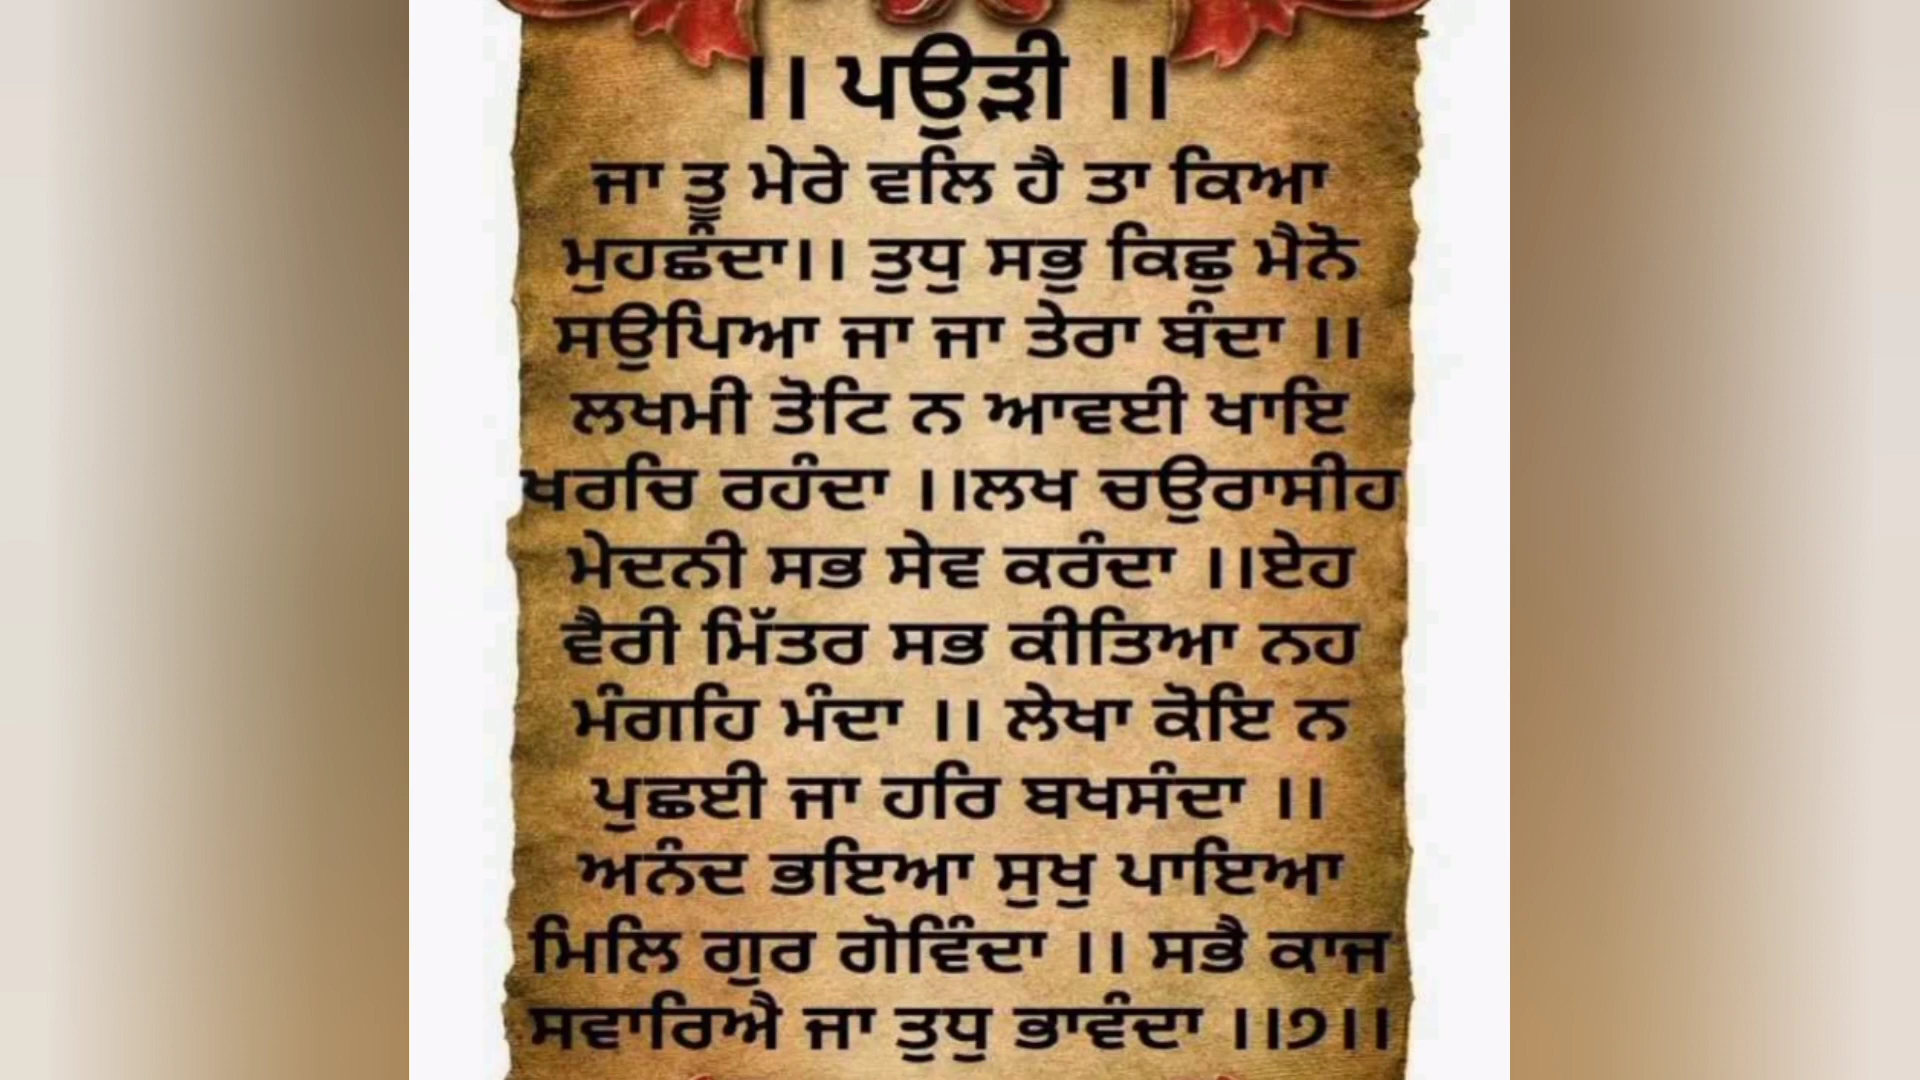 ।। ਪਉੜੀ ।।
ਜਾ ਤੂ ਮੇਰੇ ਵਲਿ ਹੈ ਤਾ ਕਿਆ
ਮੁਹਛੰਦਾ।। ਤੁਧੁ ਸਭੁ ਕਿਛੁ ਮੈਨੋ
ਸਉਪਿਆ ਜਾ ਜਾ ਤੇਰਾ ਬੰਦਾ ।।
ਲਖਮੀ ਤੋਟਿ ਨ ਆਵਈ ਖਾਇ
ਖਰਚਿ ਰਹੰਦਾ ।।ਲਖ ਚਉਰਾਸੀਹ
ਮੇਦਨੀ ਸਭ ਸੇਵ ਕਰੰਦਾ ।।ਏਹ
ਵੈਰੀ ਮਿੱਤਰ ਸਭ ਕੀਤਿਆ ਨਹ
ਮੰਗਹਿ ਮੰਦਾ ।। ਲੇਖਾ ਕੋਇ ਨ
ਪੁਛਈ ਜਾ ਹਰਿ ਬਖਸੰਦਾ ।।
ਅਨੰਦ ਭਇਆ ਸੁਖੁ ਪਾਇਆ
ਮਿਲਿ ਗੁਰ ਗੋਵਿੰਦਾ ।। ਸਭੈ ਕਾਜ
ਸਵਾਰਿਐ ਜਾ ਤੁਧੁ ਭਾਵੰਦਾ ।।੭।।